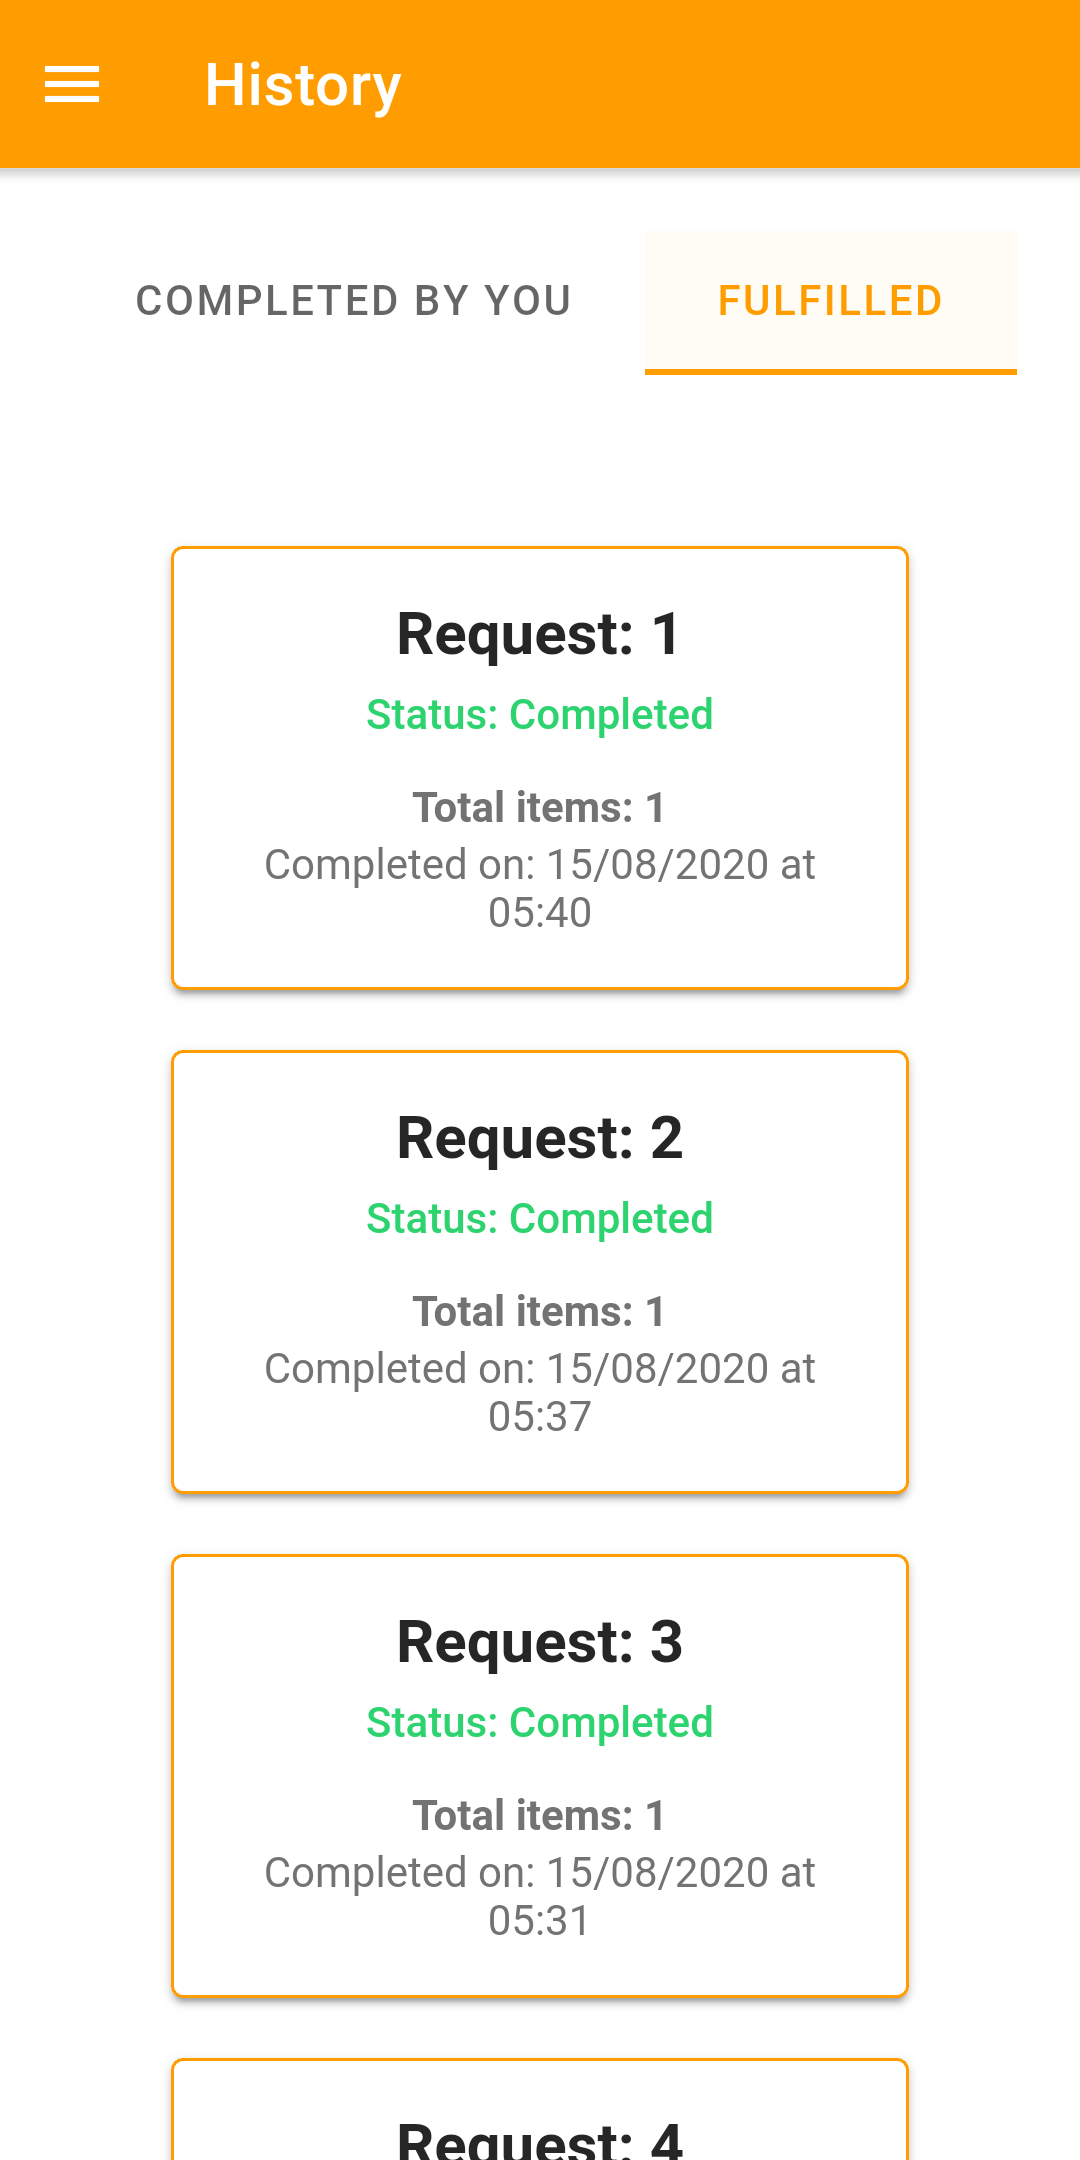 History
COMPLETED BY YOU
FULFILLED
Request: 1
Status: Completed
Total items: 1
Completed on: 15/08/2020 at
05:40
Request: 2
Status: Completed
Total items: 1
Completed on: 15/08/2020 at
05:37
Request: 3
Status: Completed
Total items: 1
Completed on: 15/08/2020 at
05:31
Request: 4